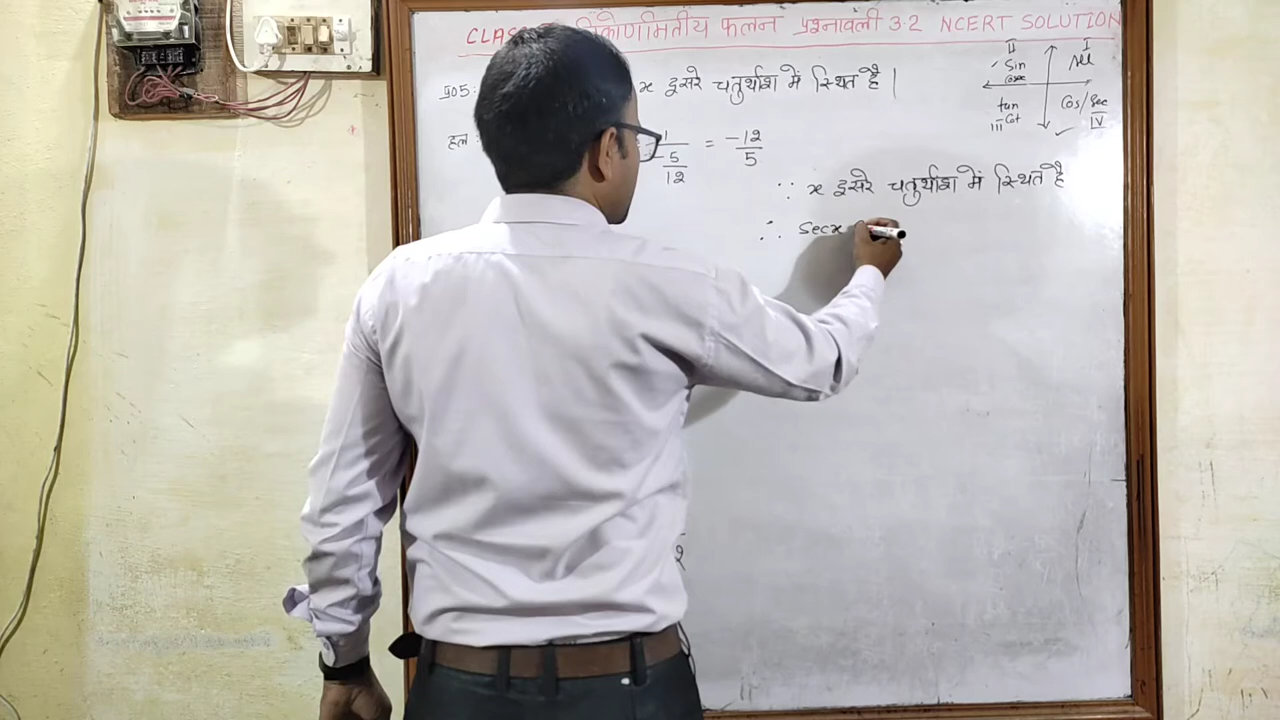 CLASS त्रिकोणमितीय फलन प्रश्नावली 3.2 NCERT SOLUTION
प्र05: x दूसरे चतुर्थांश में स्थित है |
हल : 1/(-5/12) = -12/5
∵ x दूसरे चतुर्थांश में स्थित है
∴ Secx
II I
Sin All
Cosec
tan Cos/Sec
III Cot IV